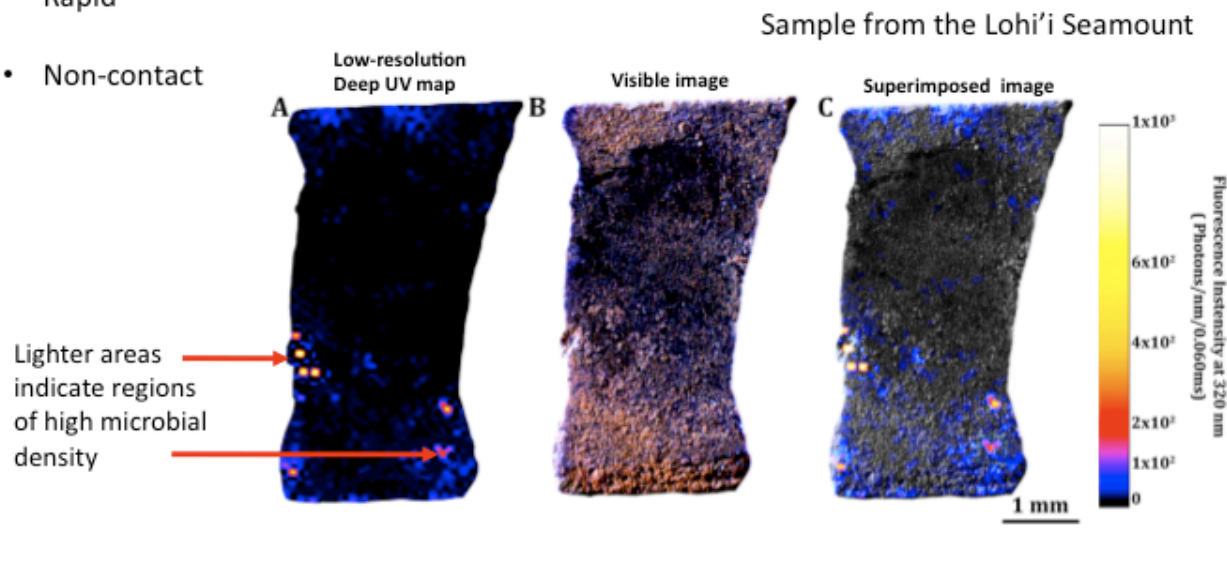 Rapid
Sample from the Lohi'i Seamount
• Non-contact
Low-resolution
Deep UV map
Visible image
Superimposed image
A
B
C
1x10³
6x10²
4x10²
2x10²
1x10²
0
Fluorescence Instensity at 320 nm
( Photons/nm/0.060ms)
Lighter areas
indicate regions
of high microbial
density
1 mm